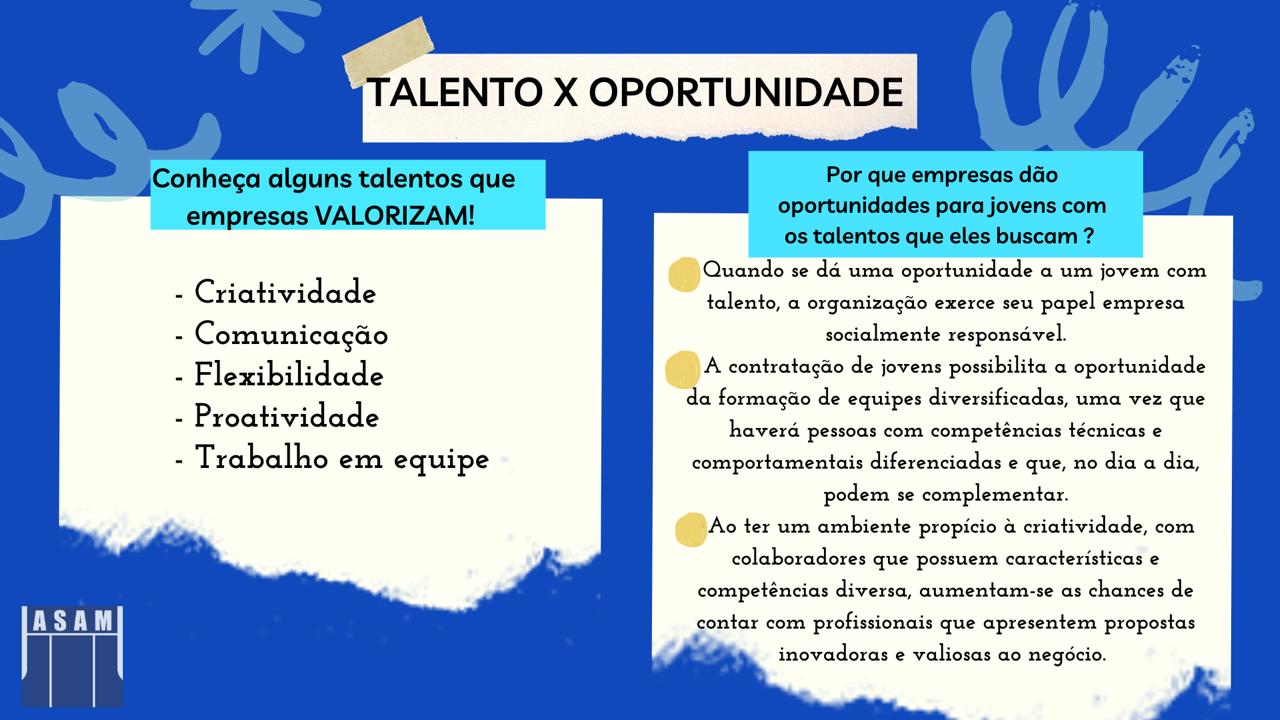 TALENTO X OPORTUNIDADE
Conheça alguns talentos que
empresas VALORIZAM!
- Criatividade
- Comunicação
- Flexibilidade
- Proatividade
- Trabalho em equipe
Por que empresas dão
oportunidades para jovens com
os talentos que eles buscam ?
Quando se dá uma oportunidade a um jovem com
talento, a organização exerce seu papel empresa
socialmente responsável.
A contratação de jovens possibilita a oportunidade
da formação de equipes diversificadas, uma vez que
haverá pessoas com competências técnicas e
comportamentais diferenciadas e que, no dia a dia,
podem se complementar.
Ao ter um ambiente propício à criatividade, com
colaboradores que possuem características e
competências diversa, aumentam-se as chances de
contar com profissionais que apresentem propostas
inovadoras e valiosas ao negócio.
ASAM